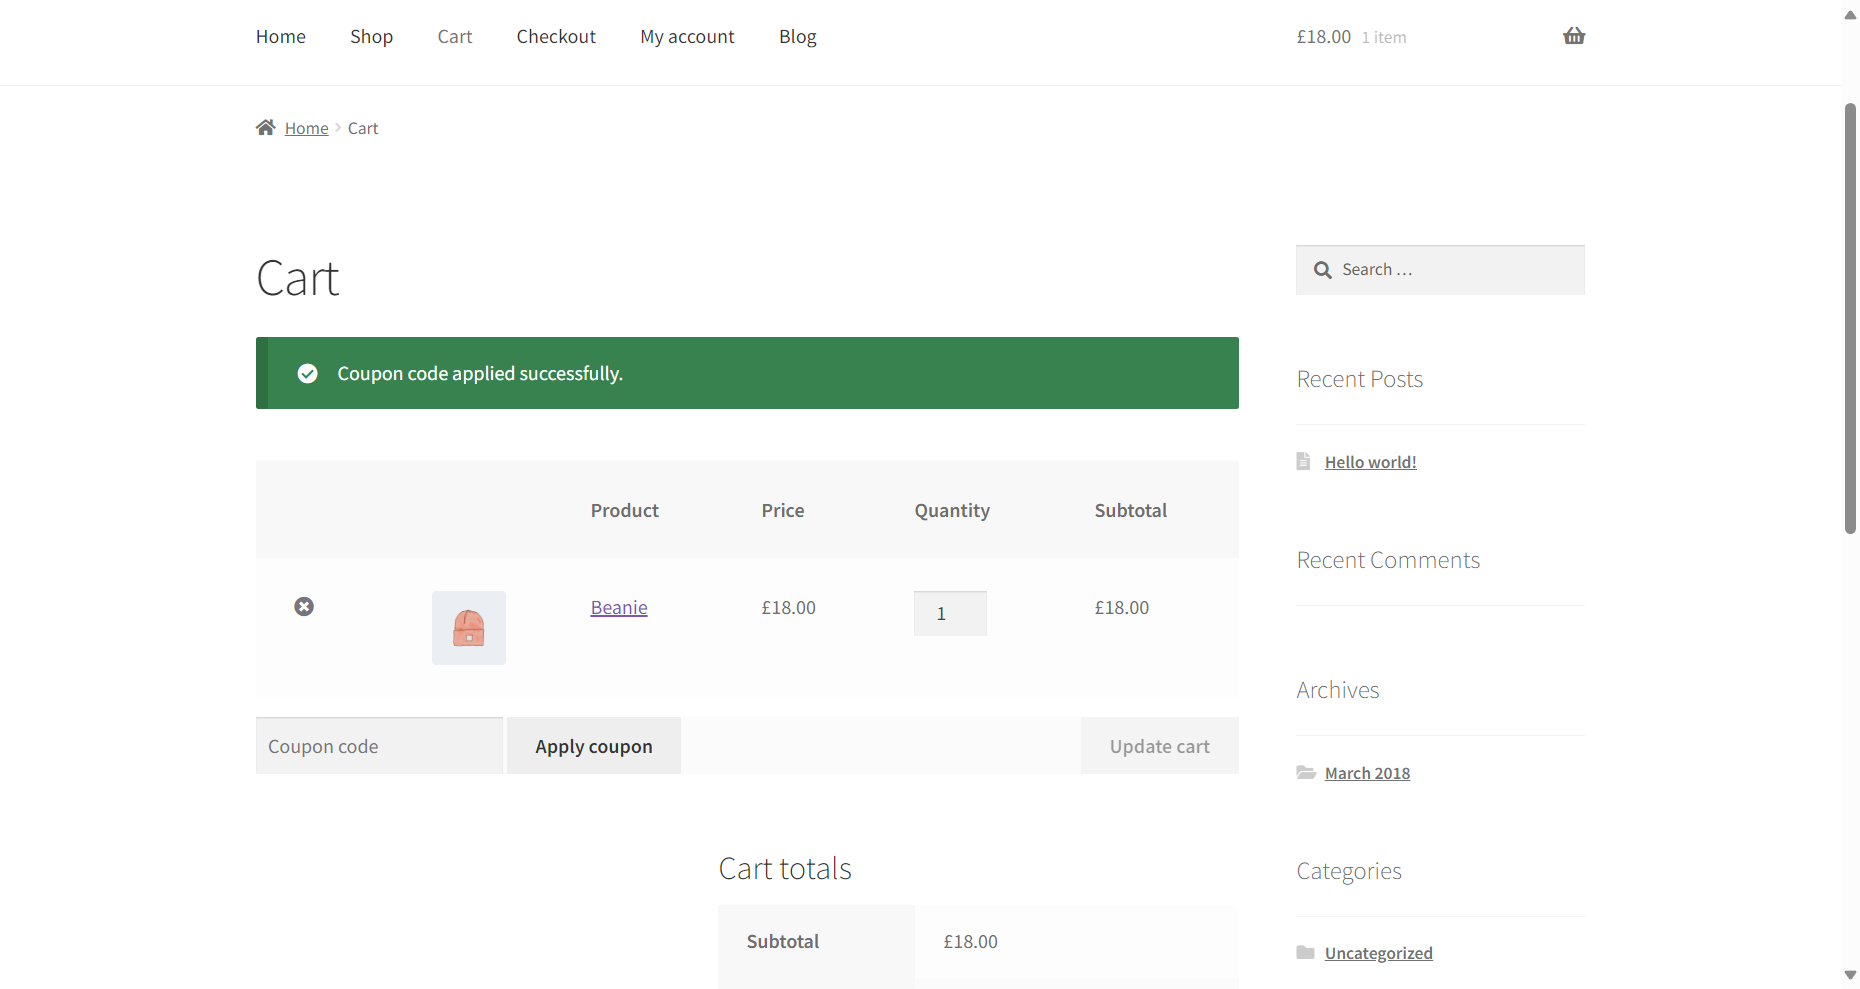 Home Shop Cart Checkout My account Blog £18.00 1 item
Home Cart
Cart
Search …
Coupon code applied successfully.
Recent Posts
Hello world!
Product Price Quantity Subtotal
Recent Comments
Beanie £18.00 1 £18.00
Archives
Coupon code Apply coupon Update cart
March 2018
Cart totals
Categories
Subtotal £18.00
Uncategorized